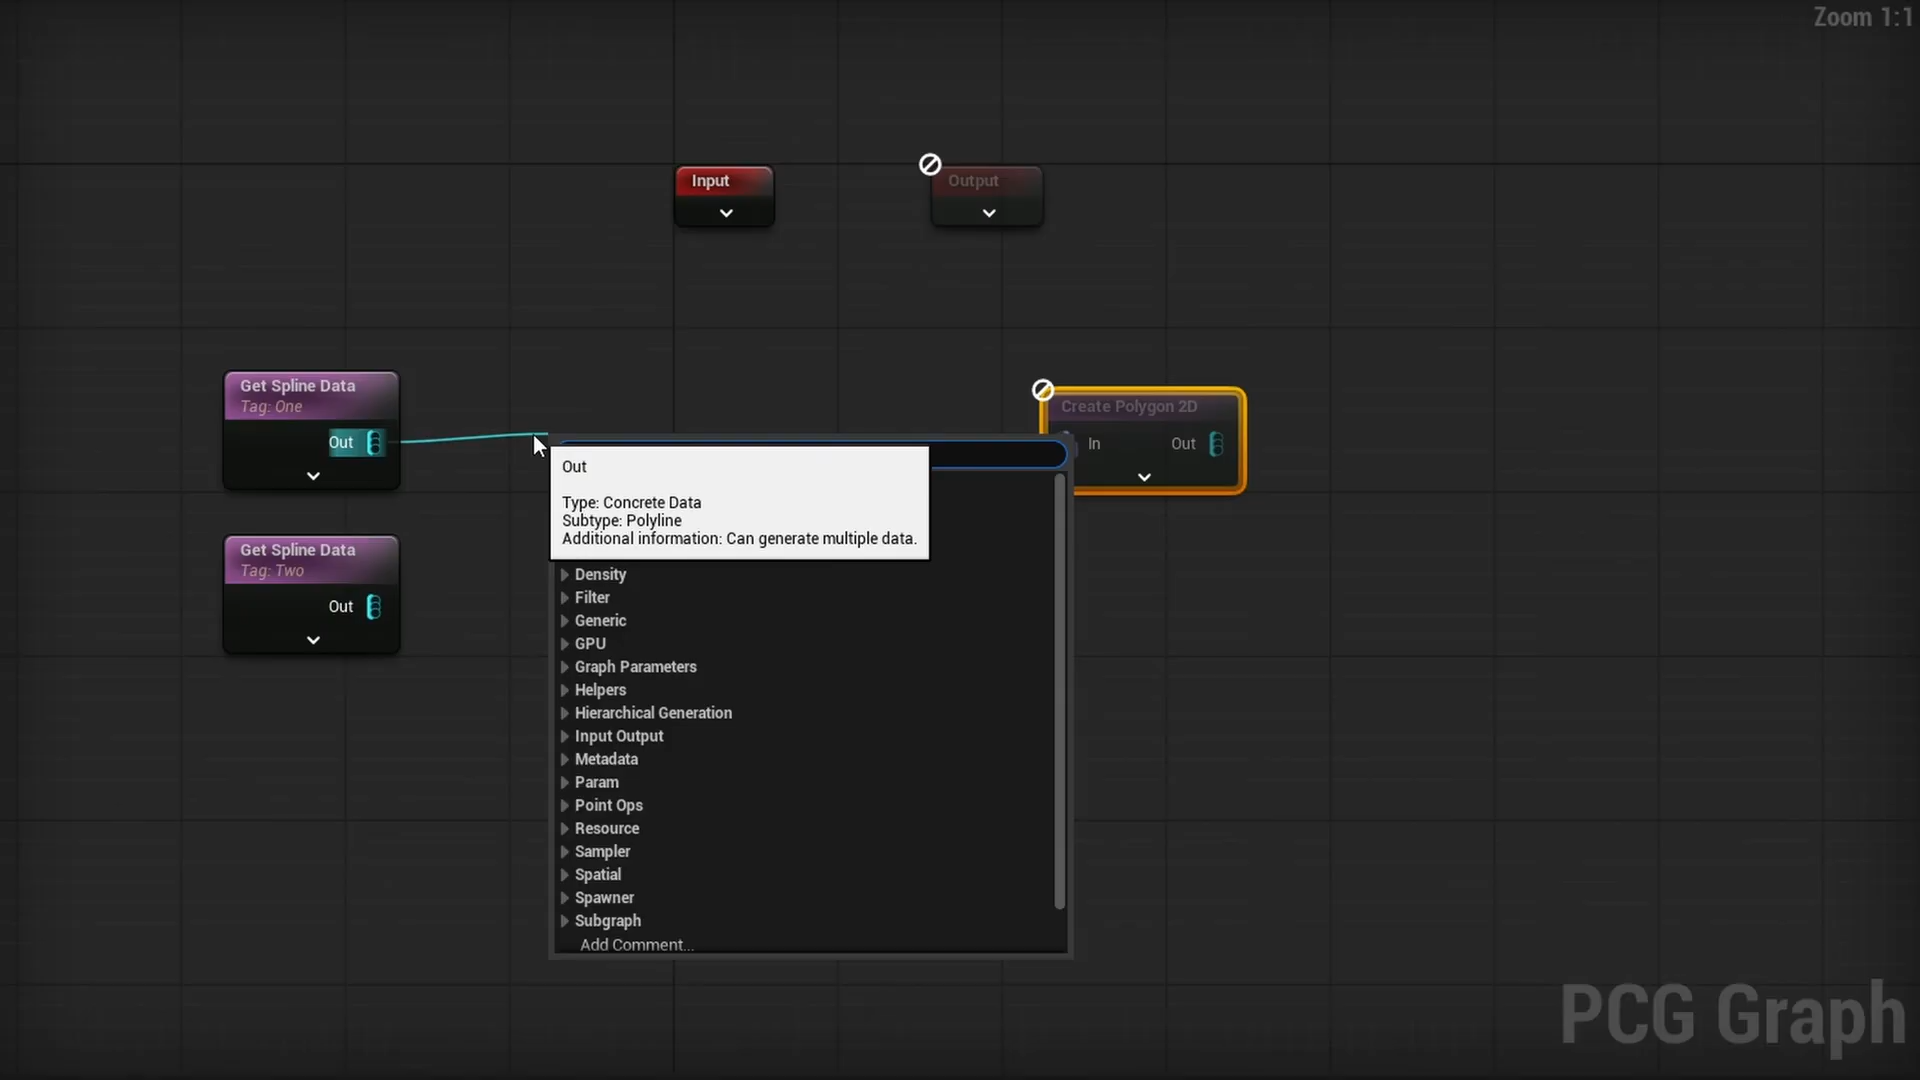 Zoom 1:1
Input
Output
Get Spline Data
Tag: One
Out
Create Polygon 2D
In
Out
Out
Type: Concrete Data
Subtype: Polyline
Additional information: Can generate multiple data.
Get Spline Data
Tag: Two
Out
Density
Filter
Generic
GPU
Graph Parameters
Helpers
Hierarchical Generation
Input Output
Metadata
Param
Point Ops
Resource
Sampler
Spatial
Spawner
Subgraph
Add Comment...
PCG Graph